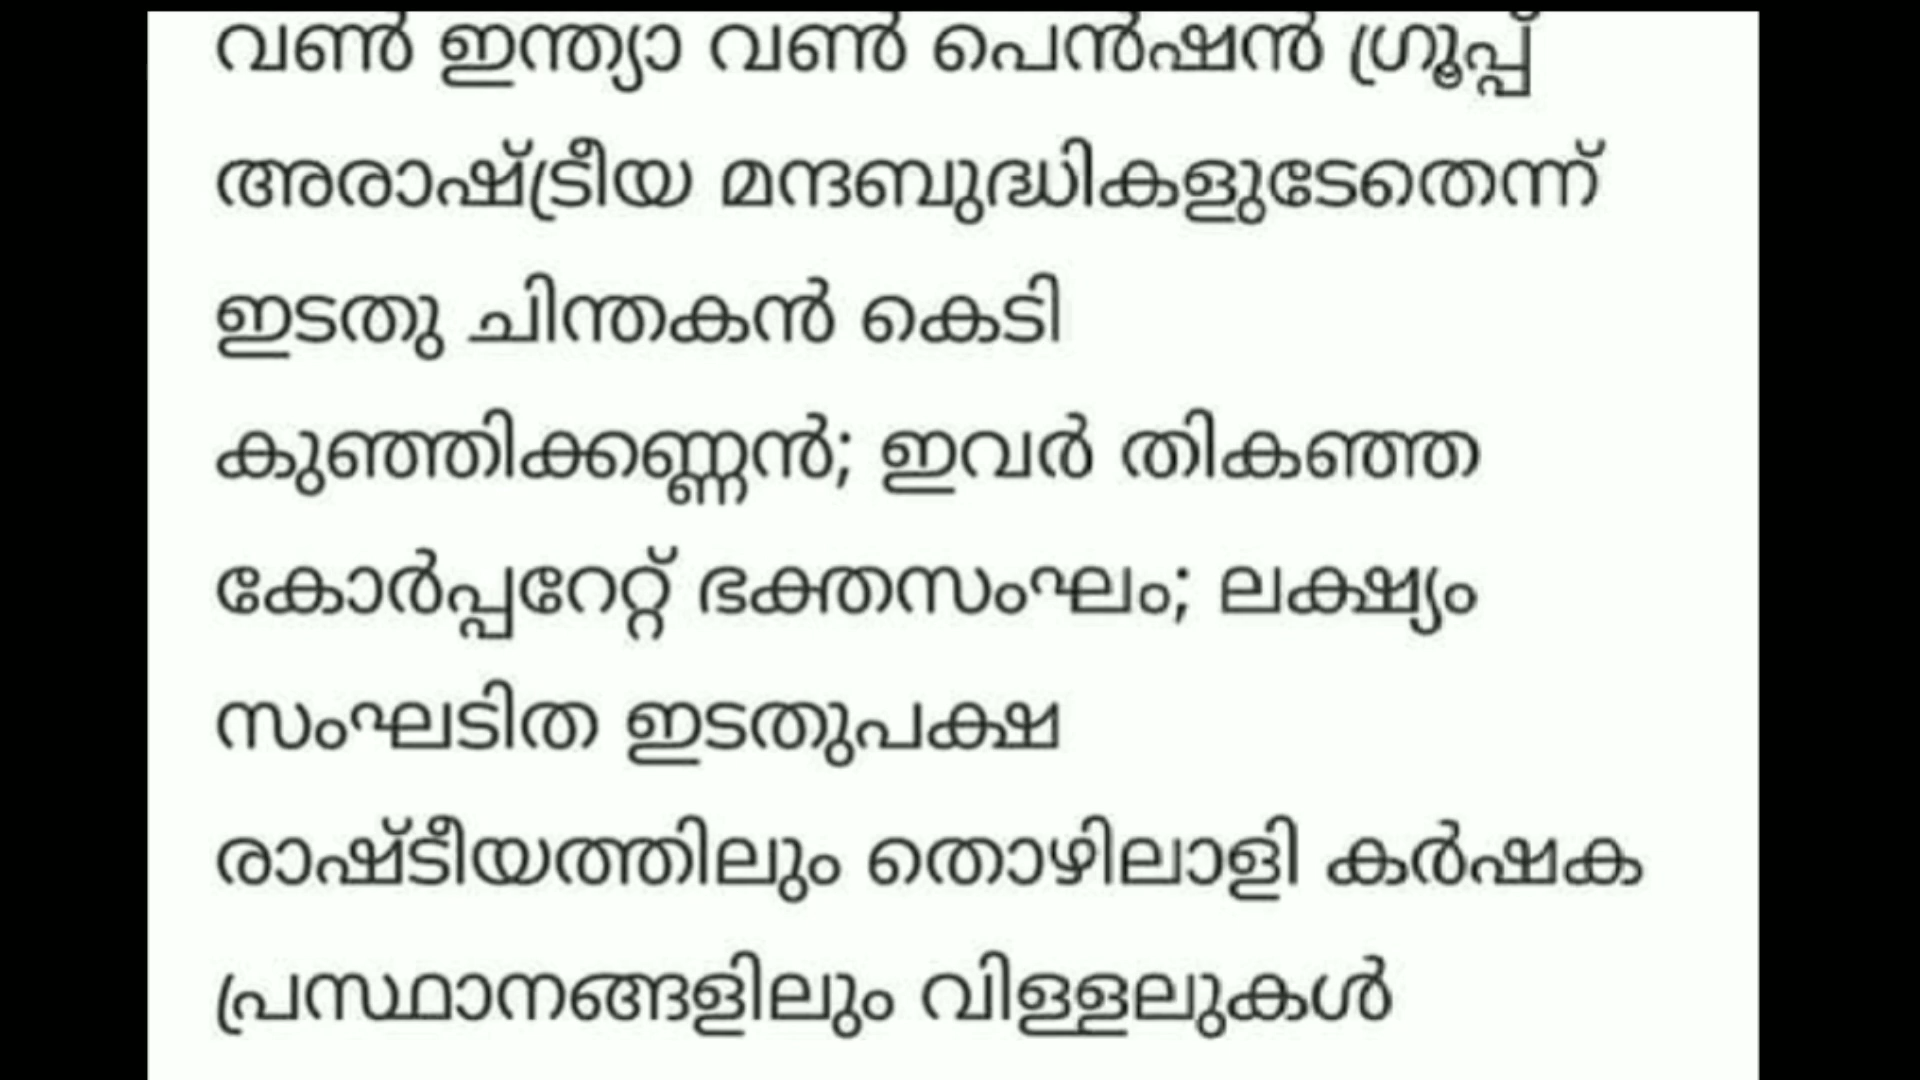 വൺ ഇന്ത്യാ വൺ പെൻഷൻ ഗ്രൂപ്പ്
അരാഷ്ട്രീയ മന്ദബുദ്ധികളുടേതെന്ന്
ഇടതു ചിന്തകൻ കെടി
കുഞ്ഞിക്കണ്ണൻ; ഇവർ തികഞ്ഞ
കോർപ്പറേറ്റ് ഭക്തസംഘം; ലക്ഷ്യം
സംഘടിത ഇടതുപക്ഷ
രാഷ്ടീയത്തിലും തൊഴിലാളി കർഷക
പ്രസ്ഥാനങ്ങളിലും വിള്ളലുകൾ